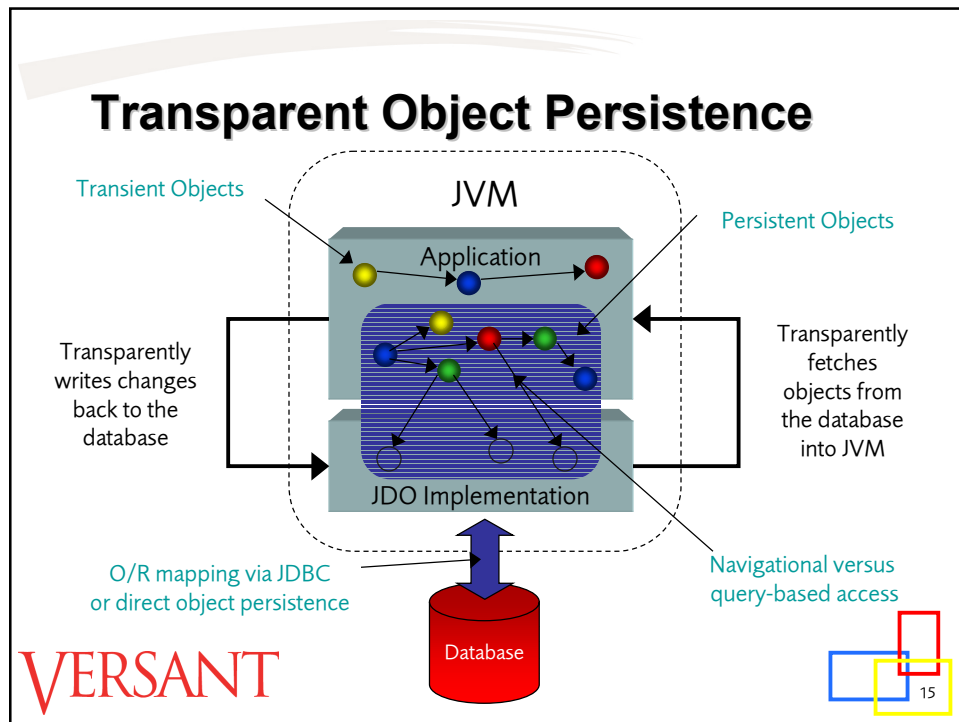 Transparent Object Persistence
Transient Objects
JVM
Persistent Objects
Application
Transparently
writes changes
back to the
database
Transparently
fetches
objects from
the database
into JVM
JDO Implementation
O/R mapping via JDBC
or direct object persistence
Navigational versus
query-based access
Database
VERSANT
15